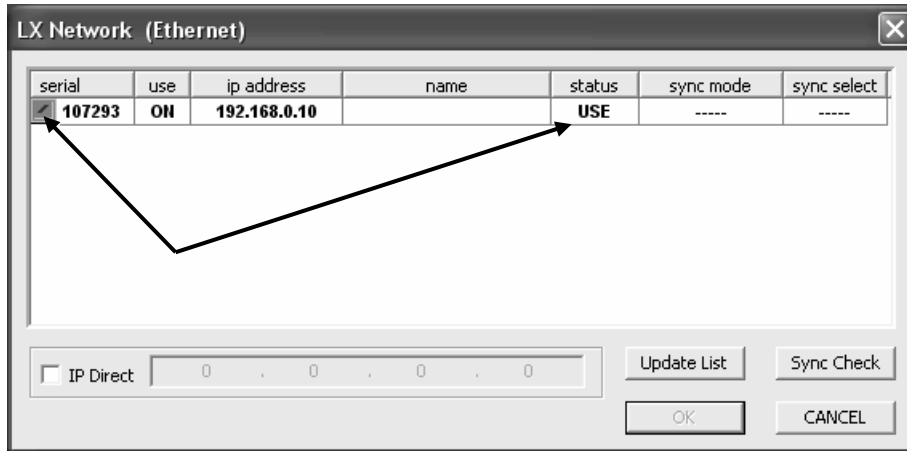 LX Network (Ethernet)
serial use ip address name status sync mode sync select
107293 ON 192.168.0.10 USE ----- -----
IP Direct 0 . 0 . 0 . 0 Update List Sync Check
OK CANCEL